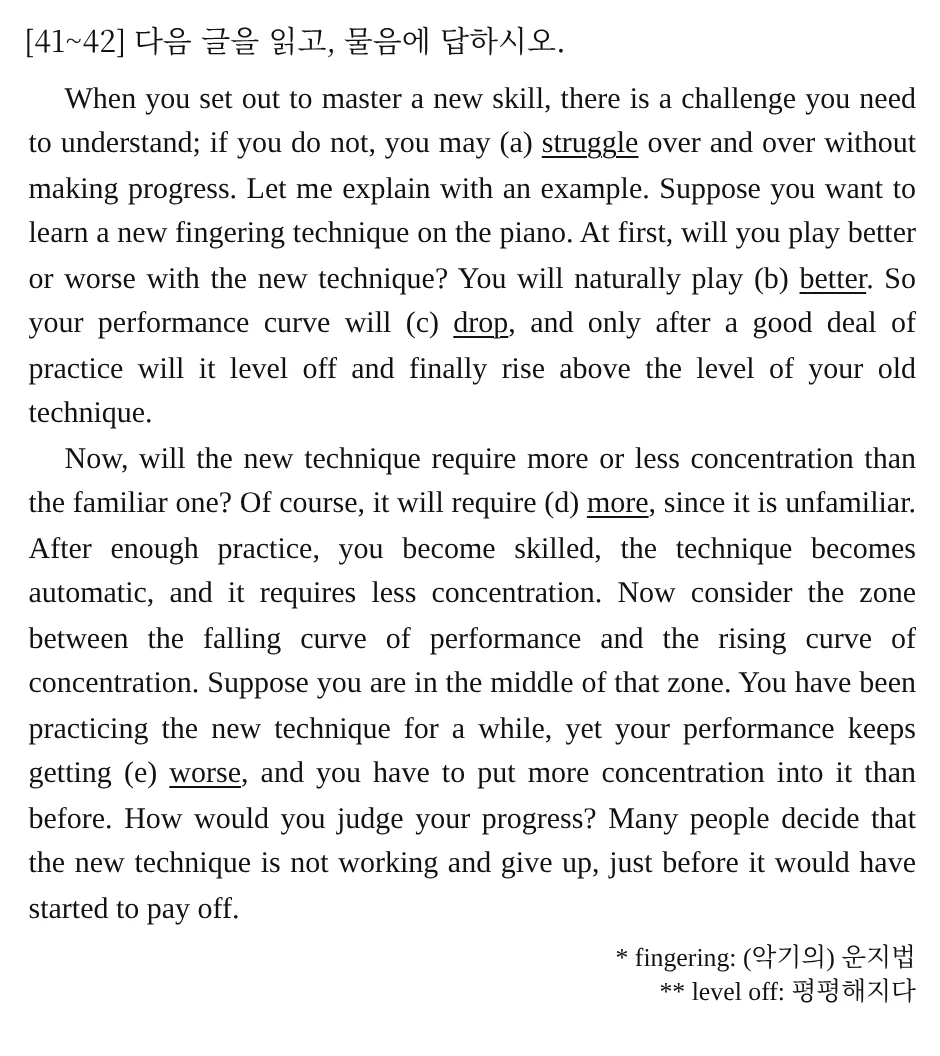 [41~42] 다음 글을 읽고, 물음에 답하시오.
When you set out to master a new skill, there is a challenge you need
to understand; if you do not, you may (a) struggle over and over without
making progress. Let me explain with an example. Suppose you want to
learn a new fingering technique on the piano. At first, will you play better
or worse with the new technique? You will naturally play (b) better. So
your performance curve will (c) drop, and only after a good deal of
practice will it level off and finally rise above the level of your old
technique.
Now, will the new technique require more or less concentration than
the familiar one? Of course, it will require (d) more, since it is unfamiliar.
After enough practice, you become skilled, the technique becomes
automatic, and it requires less concentration. Now consider the zone
between the falling curve of performance and the rising curve of
concentration. Suppose you are in the middle of that zone. You have been
practicing the new technique for a while, yet your performance keeps
getting (e) worse, and you have to put more concentration into it than
before. How would you judge your progress? Many people decide that
the new technique is not working and give up, just before it would have
started to pay off.
* fingering: (악기의) 운지법
** level off: 평평해지다